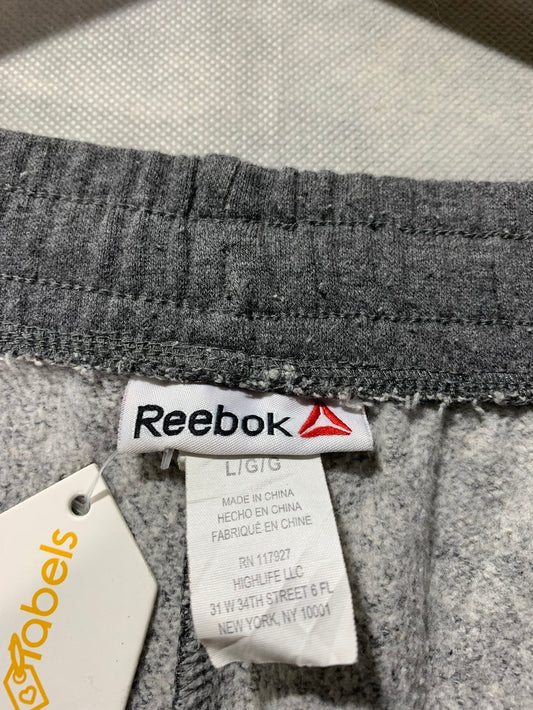 Reebok
L/G/G
MADE IN CHINA
HECHO EN CHINA
FABRIQUÉ EN CHINE
RN 117927
HIGHLIFE LLC
31 W 34TH STREET 6 FL
NEW YORK, NY 10001
labels